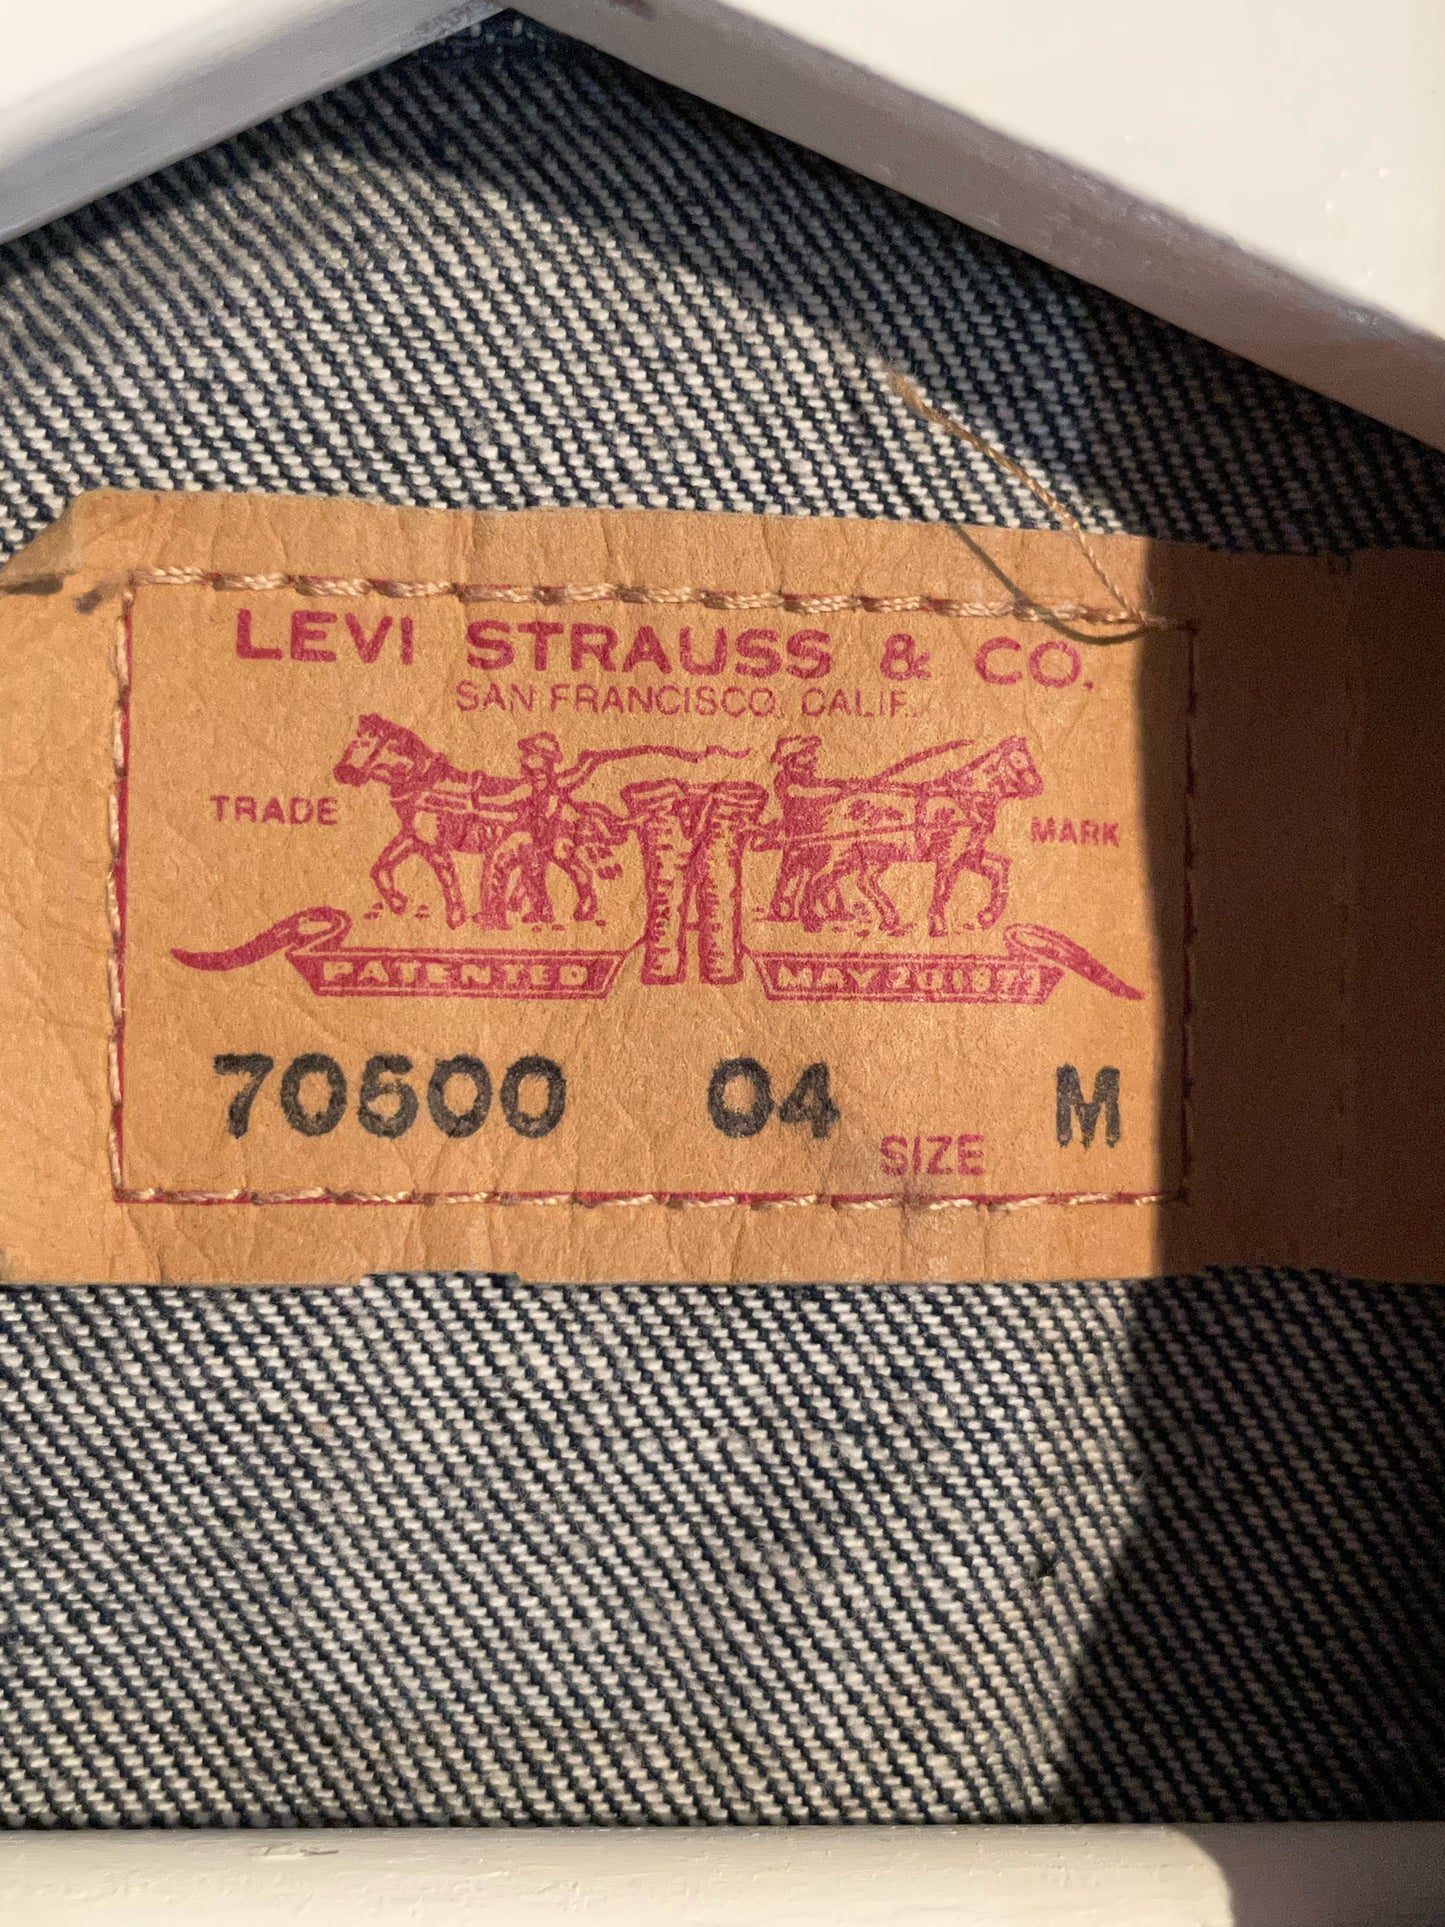 LEVI STRAUSS & CO.
SAN FRANCISCO, CALIF.
TRADE MARK
PATENTED MAY 20 1873
70500 04 SIZE M